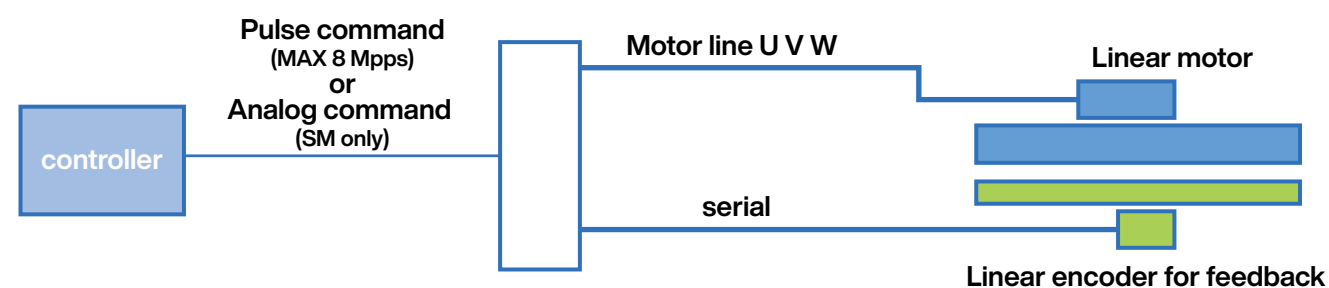 Pulse command
(MAX 8 Mpps)
or
Analog command
(SM only)
controller
Motor line U V W
Linear motor
serial
Linear encoder for feedback